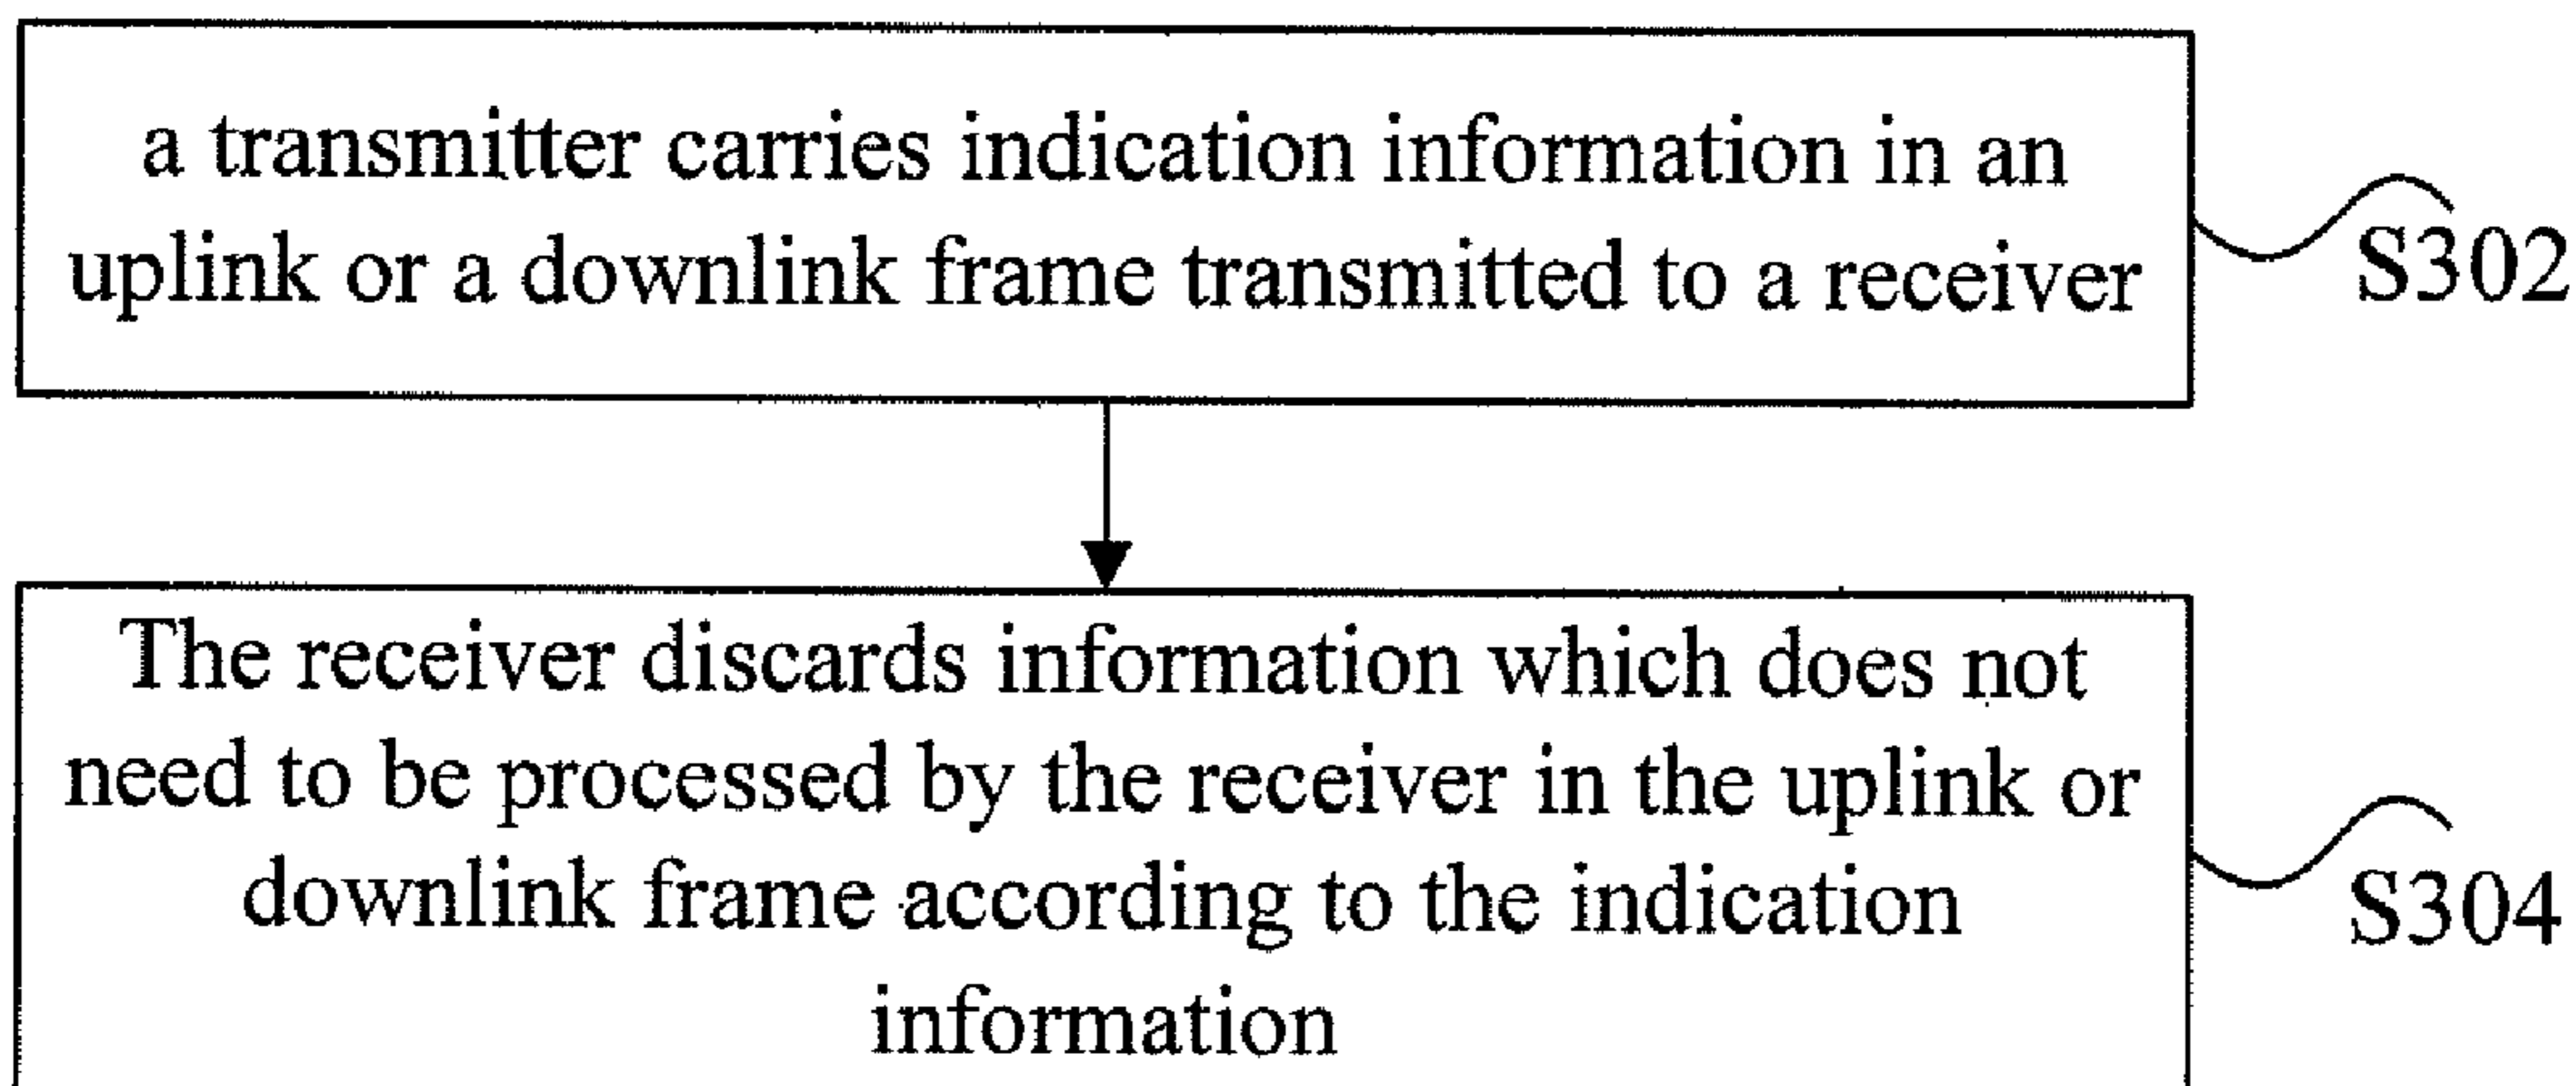 a transmitter carries indication information in an
uplink or a downlink frame transmitted to a receiver
S302
The receiver discards information which does not
need to be processed by the receiver in the uplink or
downlink frame according to the indication
information
S304